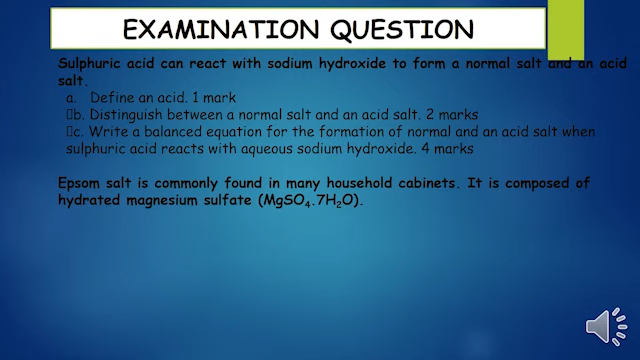 EXAMINATION QUESTION
Sulphuric acid can react with sodium hydroxide to form a normal salt and an acid
salt.
a. Define an acid. 1 mark
b. Distinguish between a normal salt and an acid salt. 2 marks
c. Write a balanced equation for the formation of normal and an acid salt when
sulphuric acid reacts with aqueous sodium hydroxide. 4 marks
Epsom salt is commonly found in many household cabinets. It is composed of
hydrated magnesium sulfate (MgSO₄.7H₂O).